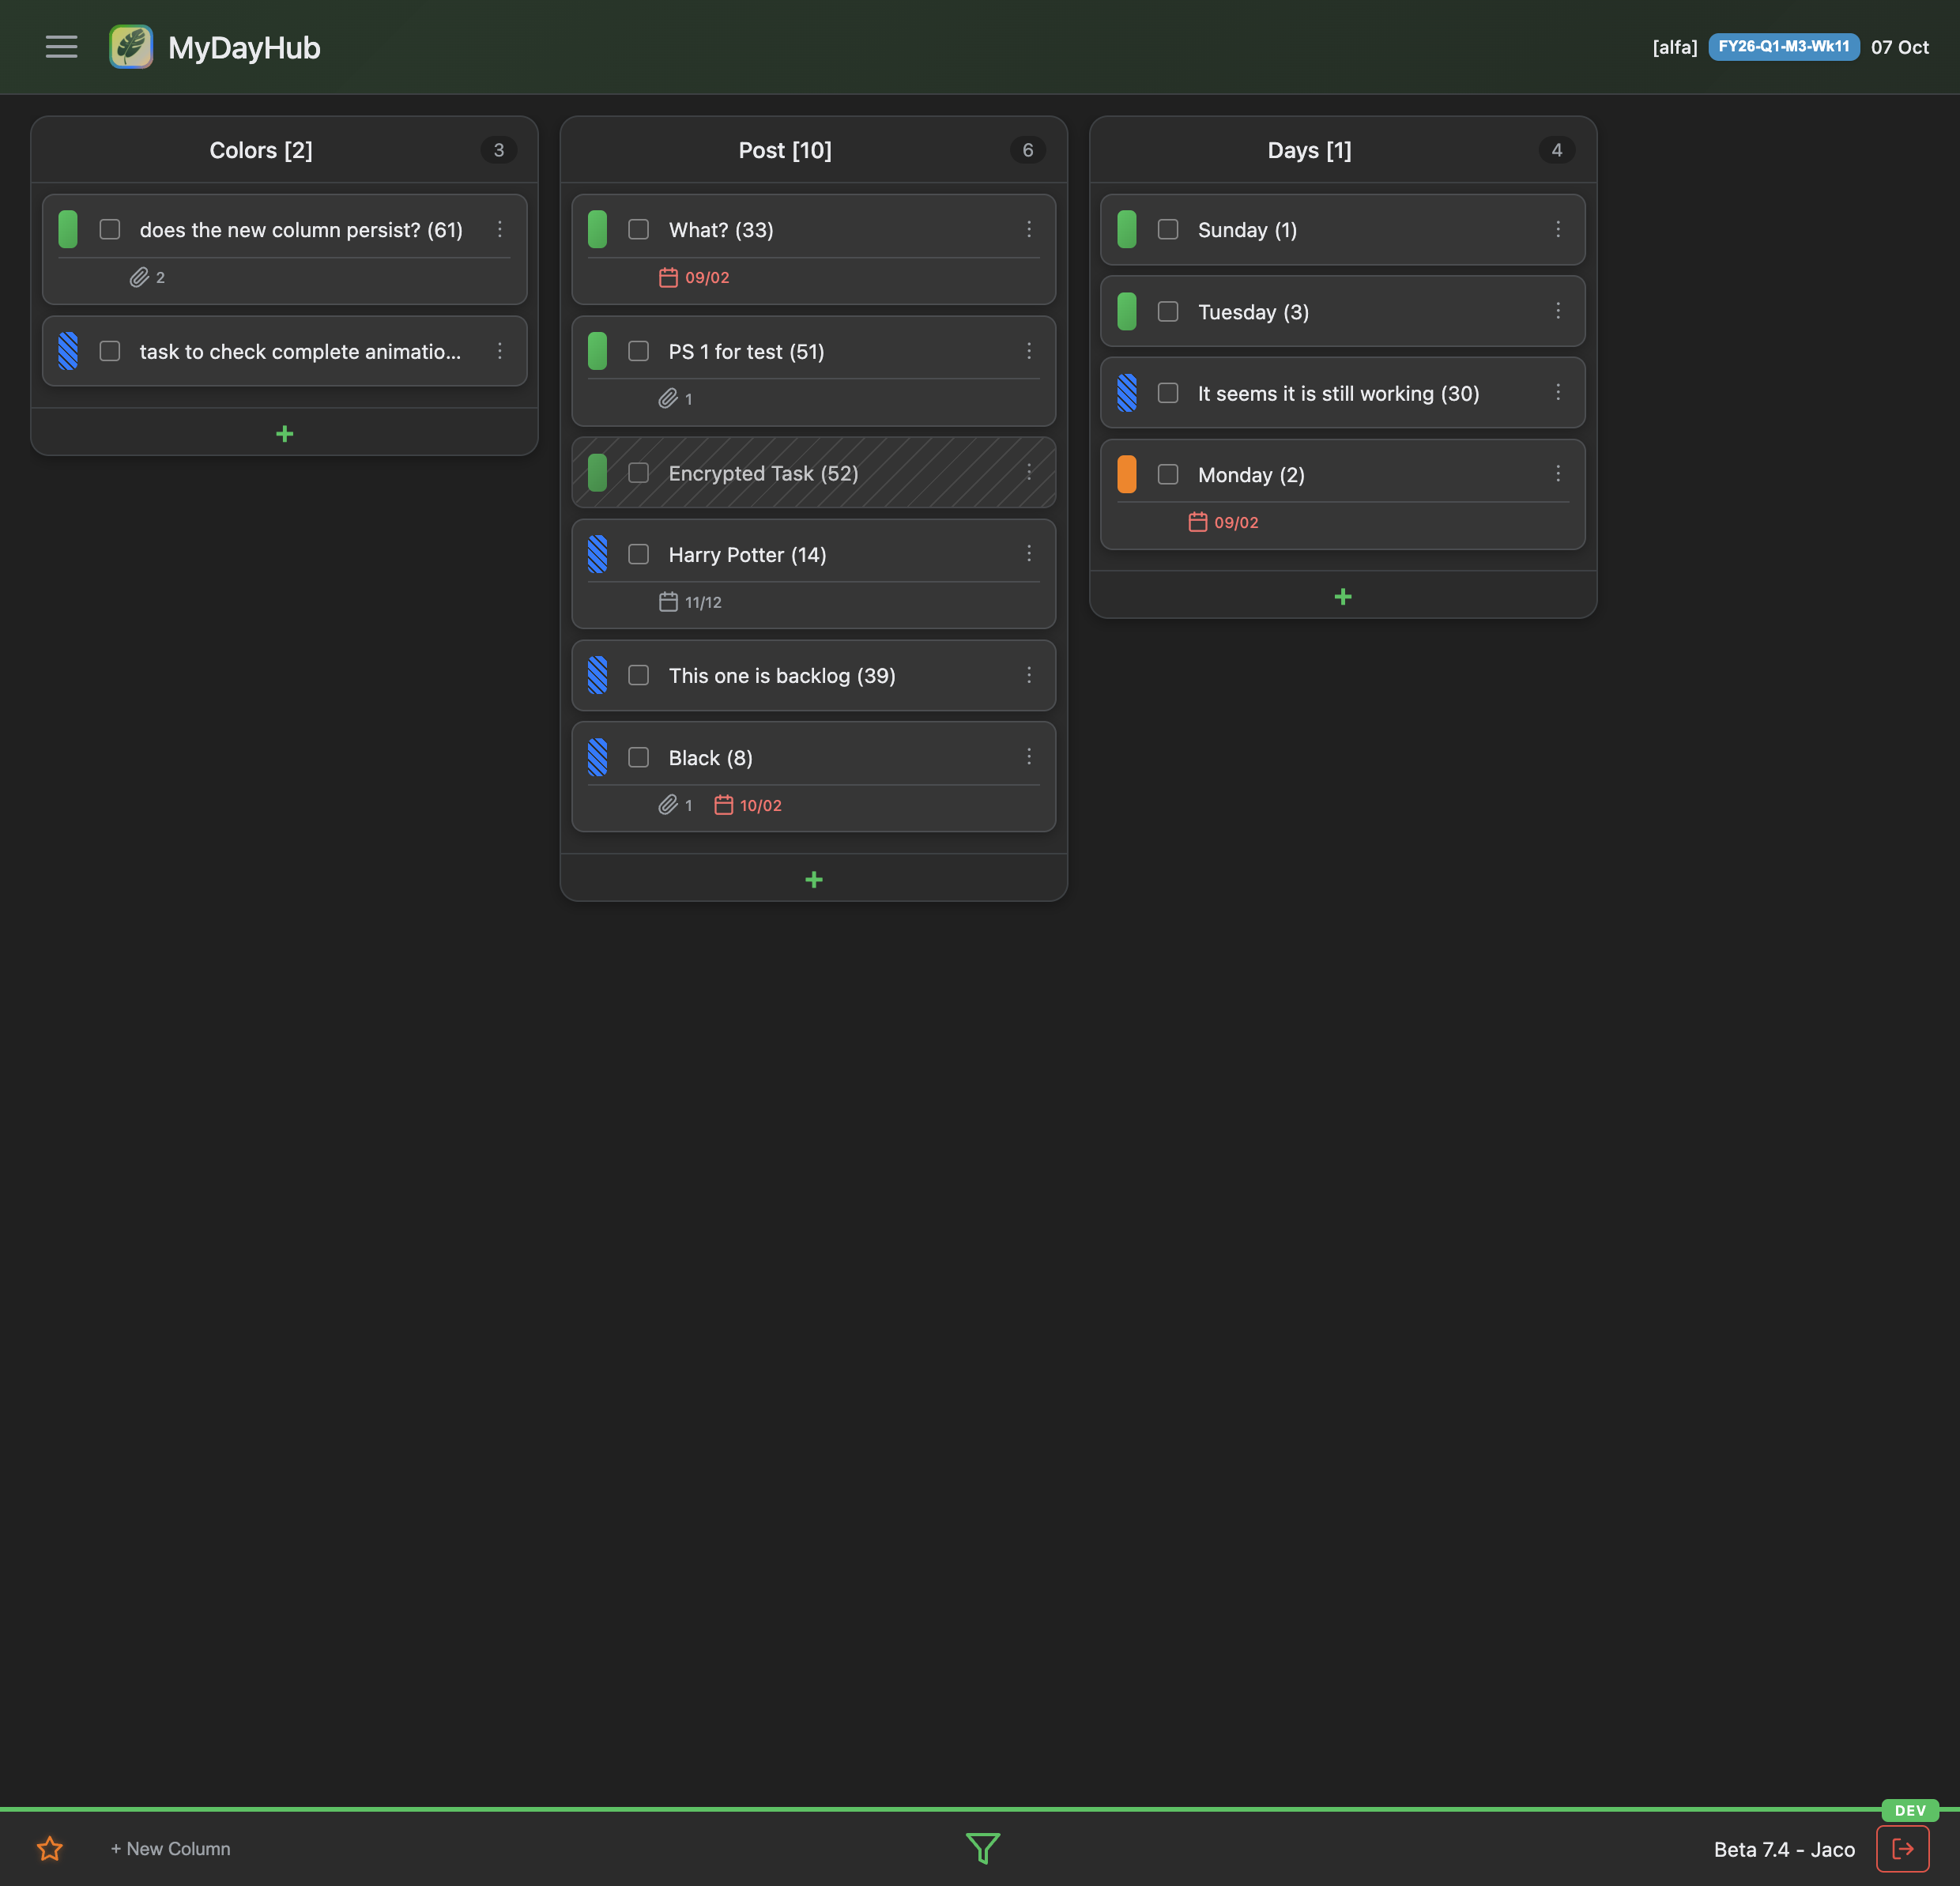 MyDayHub
[alfa] FY26-Q1-M3-Wk11 07 Oct
Colors [2] 3
does the new column persist? (61)
2
task to check complete animatio...
+
Post [10] 6
What? (33)
09/02
PS 1 for test (51)
1
Encrypted Task (52)
Harry Potter (14)
11/12
This one is backlog (39)
Black (8)
1 10/02
+
Days [1] 4
Sunday (1)
Tuesday (3)
It seems it is still working (30)
Monday (2)
09/02
+
DEV
+ New Column
Beta 7.4 - Jaco